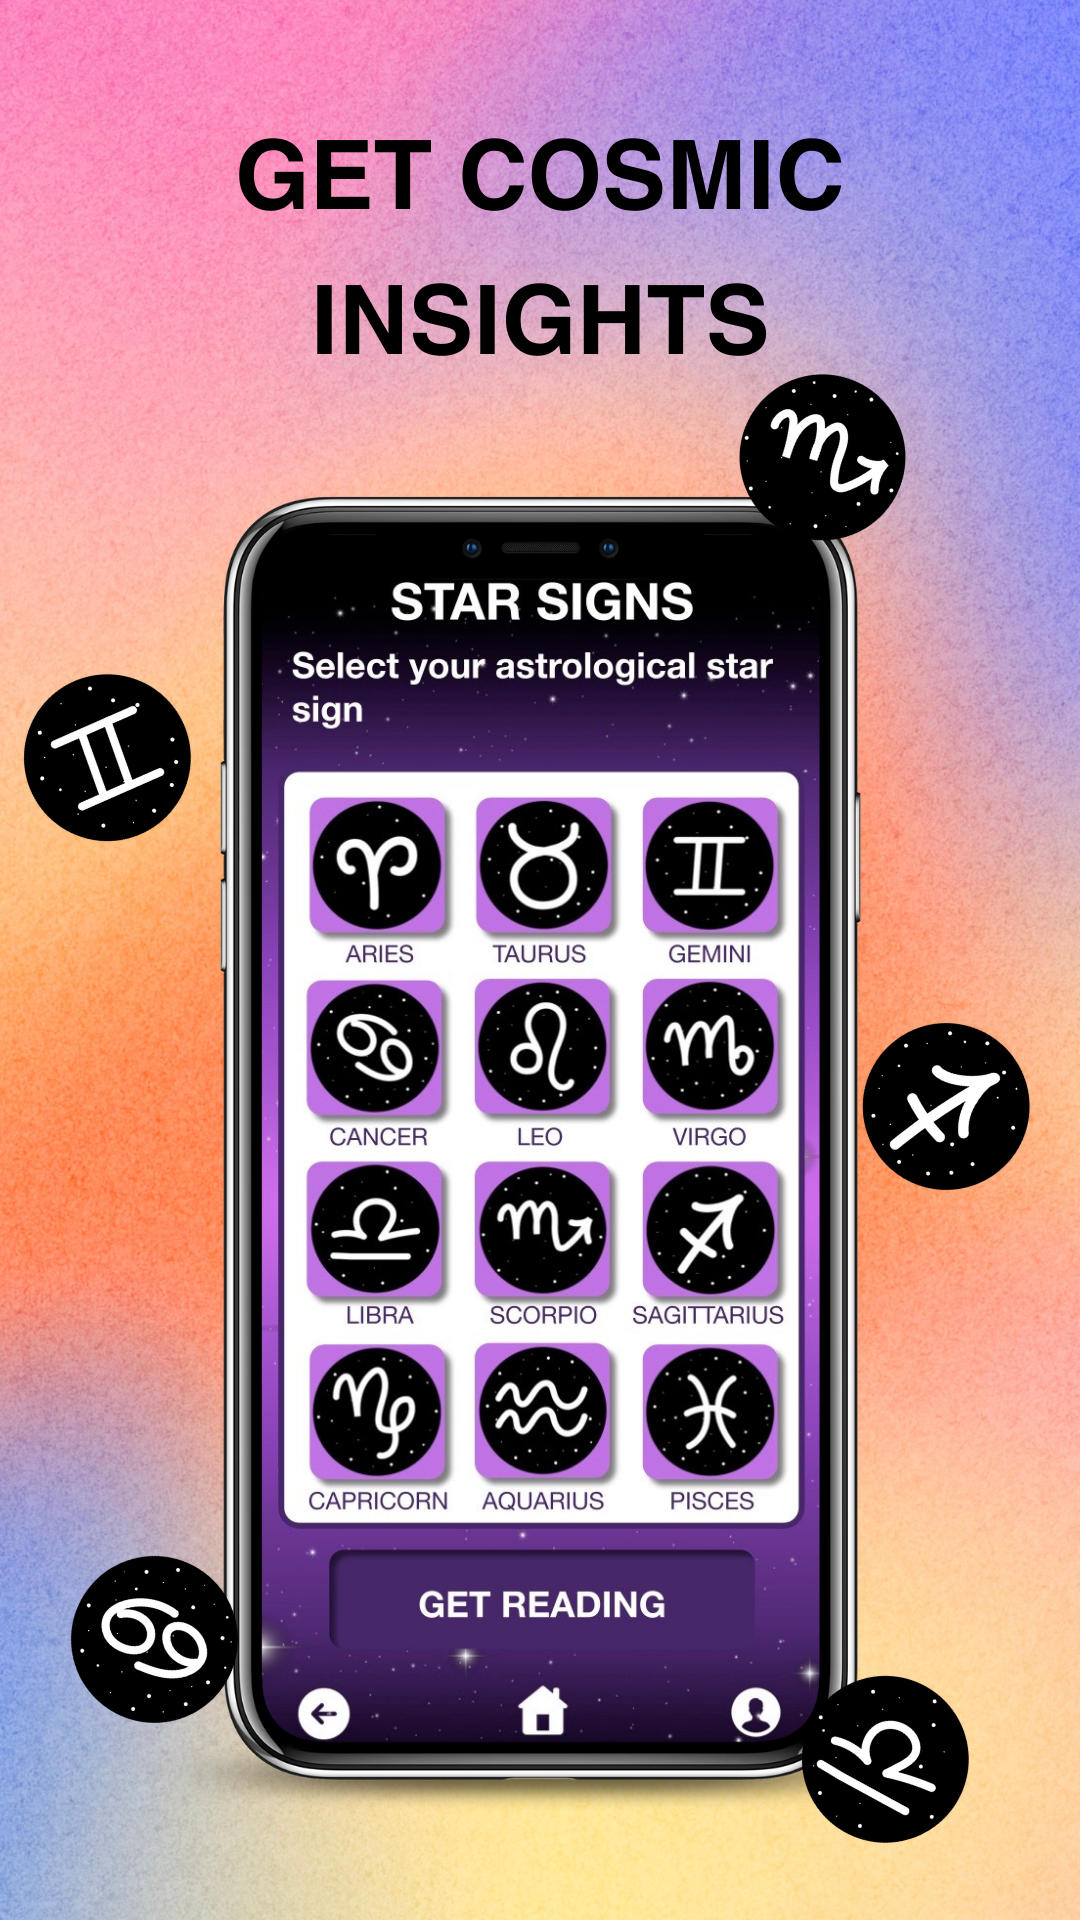 GET COSMIC
INSIGHTS
STAR SIGNS
Select your astrological star
sign
ARIES TAURUS GEMINI
CANCER LEO VIRGO
LIBRA SCORPIO SAGITTARIUS
CAPRICORN AQUARIUS PISCES
GET READING